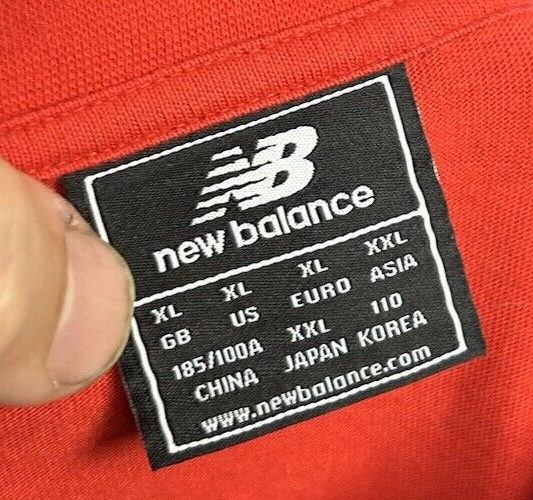 NB
new balance
XL XL XL XXL
GB US EURO ASIA
185/100A XXL 110
CHINA JAPAN KOREA
www.newbalance.com